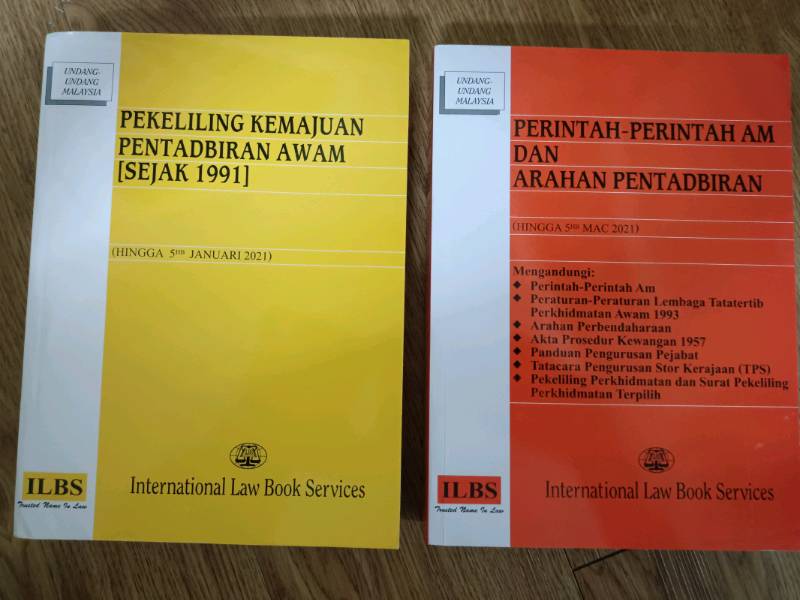 UNDANG-
UNDANG
MALAYSIA
PEKELILING KEMAJUAN
PENTADBIRAN AWAM
[SEJAK 1991]
(HINGGA 5HB JANUARI 2021)
ILBS
Trusted Name In Law
International Law Book Services
UNDANG-
UNDANG
MALAYSIA
PERINTAH-PERINTAH AM
DAN
ARAHAN PENTADBIRAN
(HINGGA 5HB MAC 2021)
Mengandungi:
◆ Perintah-Perintah Am
◆ Peraturan-Peraturan Lembaga Tatatertib
Perkhidmatan Awam 1993
◆ Arahan Perbendaharaan
◆ Akta Prosedur Kewangan 1957
◆ Panduan Pengurusan Pejabat
◆ Tatacara Pengurusan Stor Kerajaan (TPS)
◆ Pekeliling Perkhidmatan dan Surat Pekeliling
Perkhidmatan Terpilih
ILBS
Trusted Name In Law
International Law Book Services